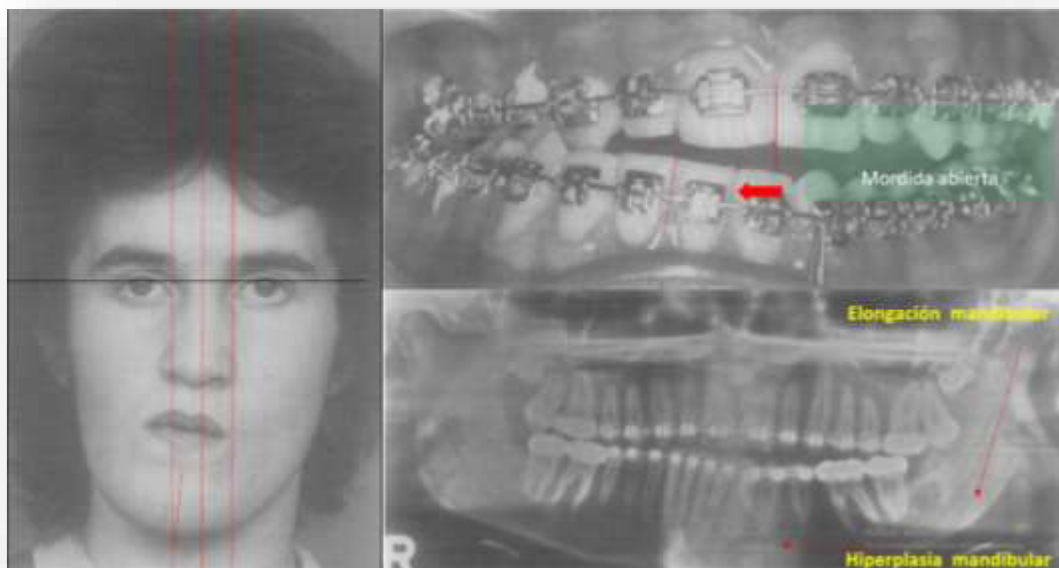 Mordida abierta
Elongación mandibular
R
Hiperplasia mandibular